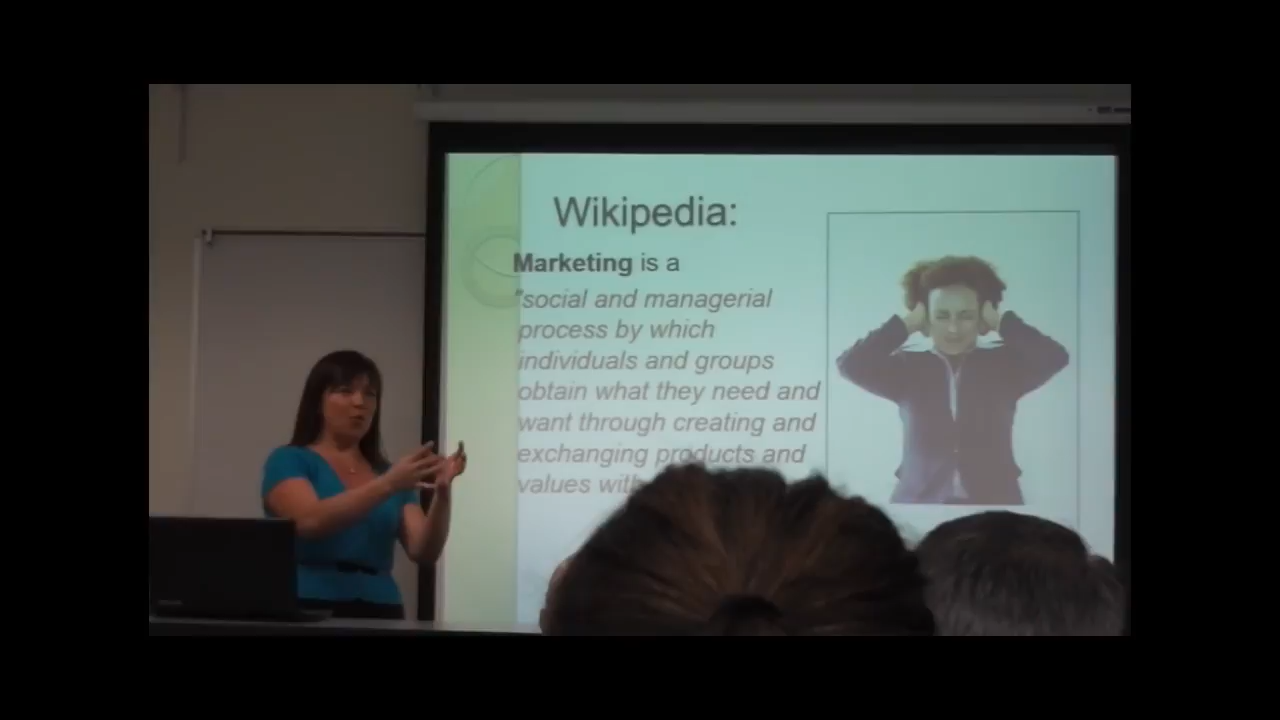 Wikipedia:
Marketing is a
"social and managerial
process by which
individuals and groups
obtain what they need and
want through creating and
exchanging products and
values with